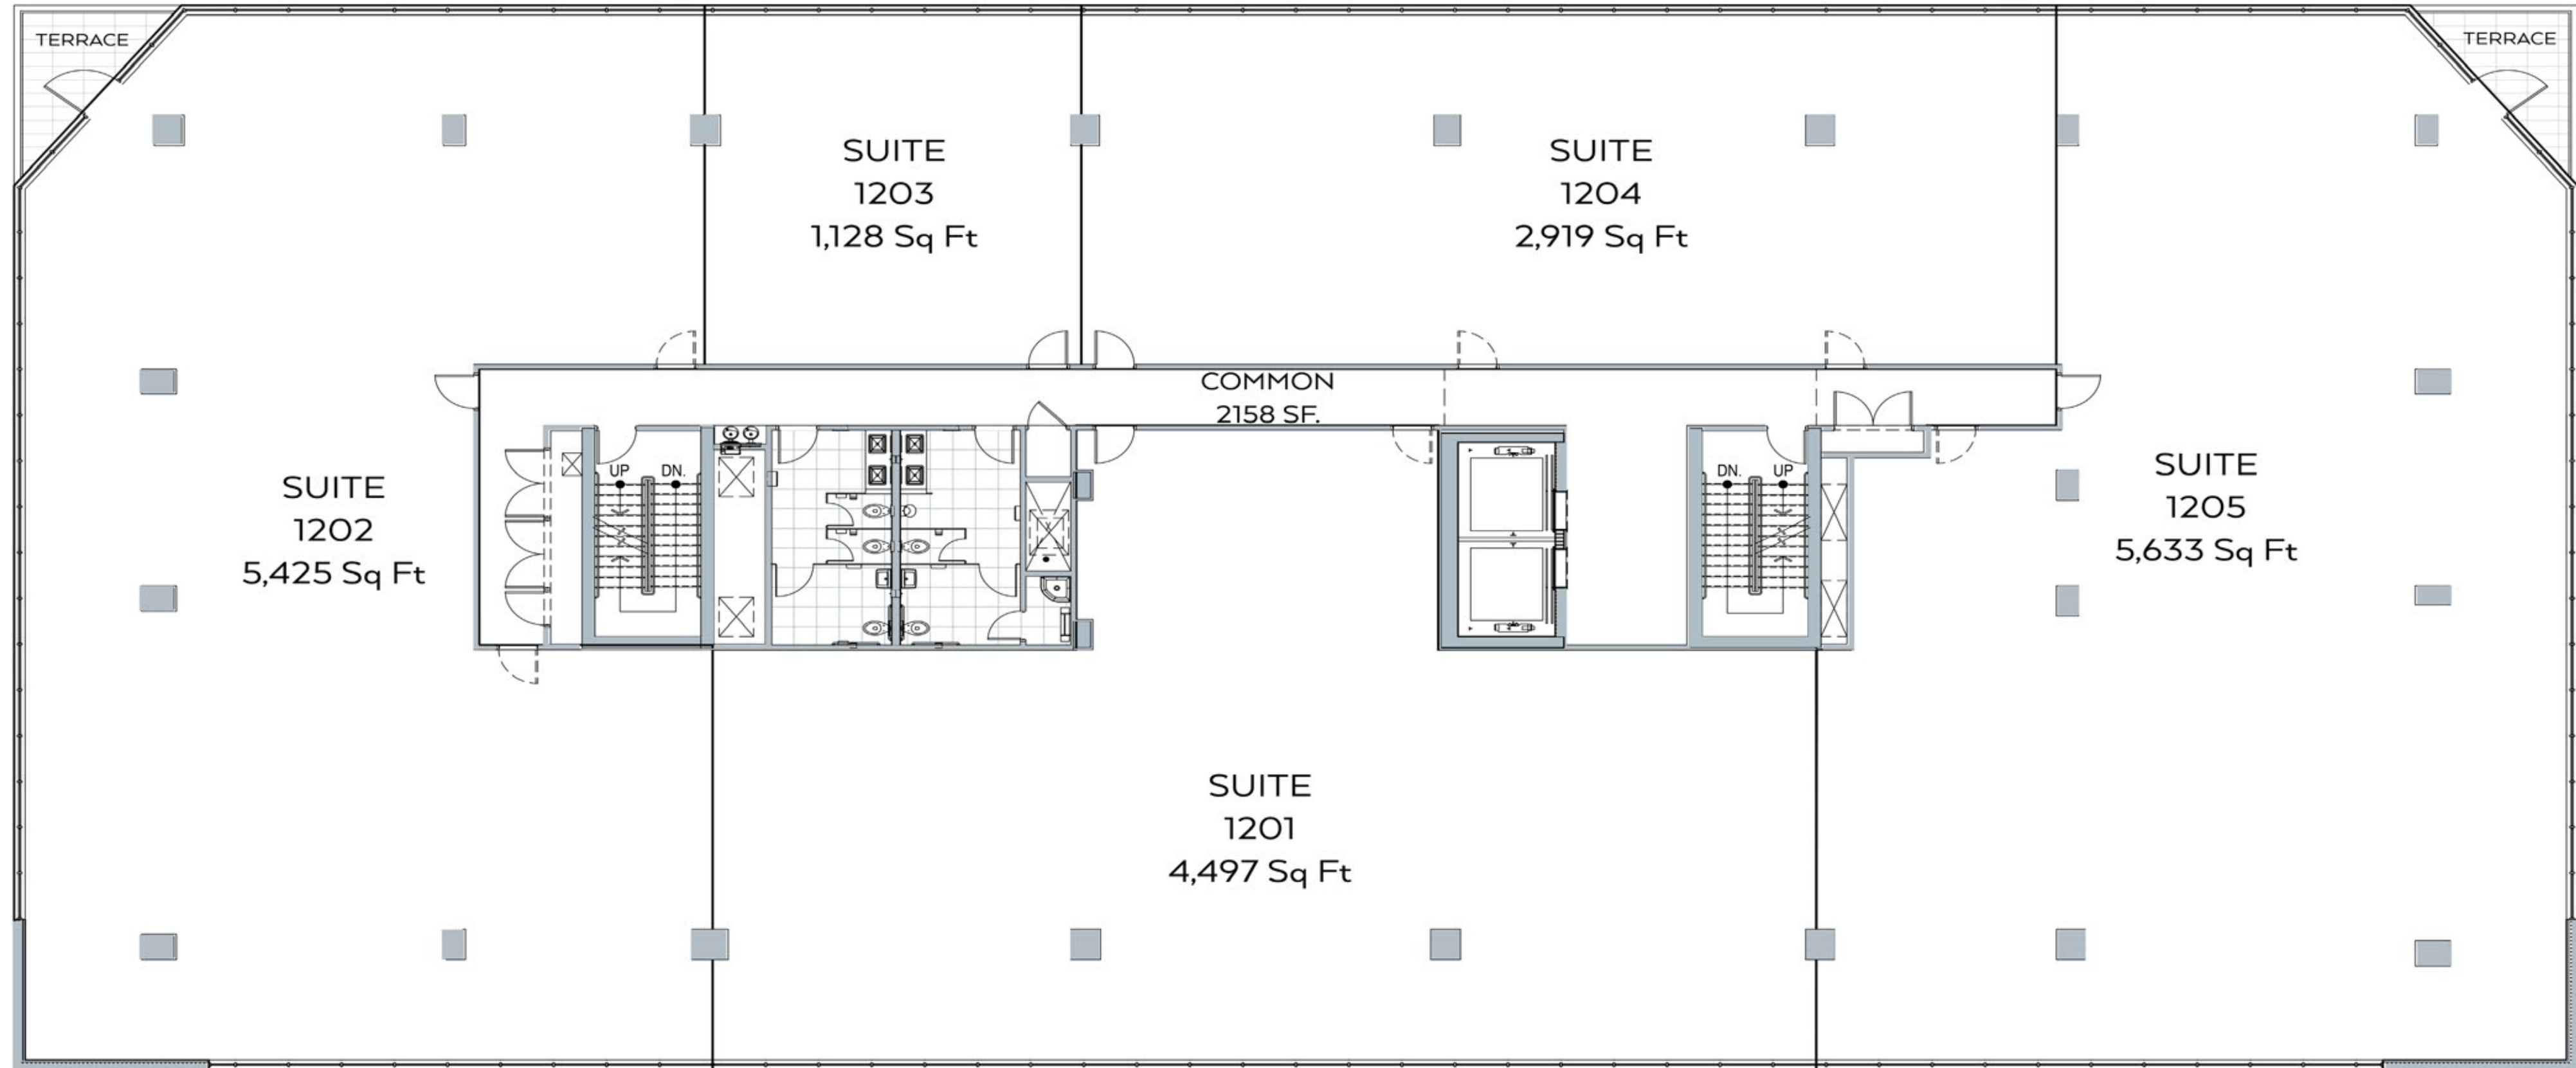 TERRACE
TERRACE
SUITE
1203
1,128 Sq Ft
SUITE
1204
2,919 Sq Ft
COMMON
2158 SF.
SUITE
1202
5,425 Sq Ft
UP
DN.
DN.
UP
SUITE
1205
5,633 Sq Ft
SUITE
1201
4,497 Sq Ft